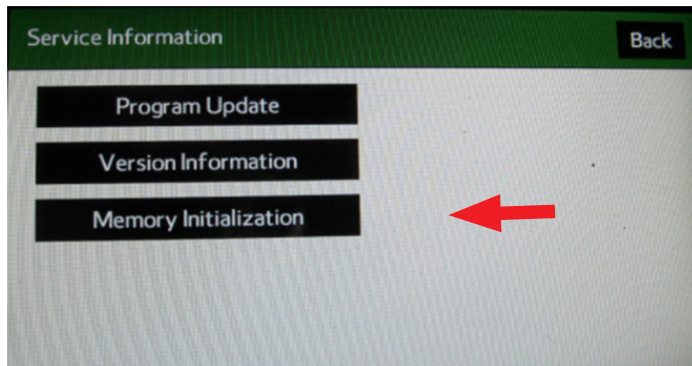 Service Information
Back
Program Update
Version Information
Memory Initialization